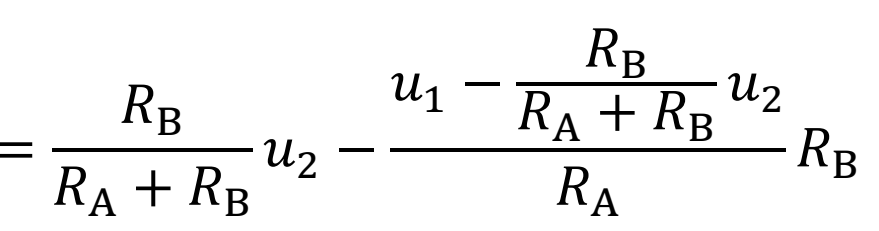 = \frac{R_B}{R_A + R_B} u_2 - \frac{u_1 - \frac{R_B}{R_A + R_B} u_2}{R_A} R_B